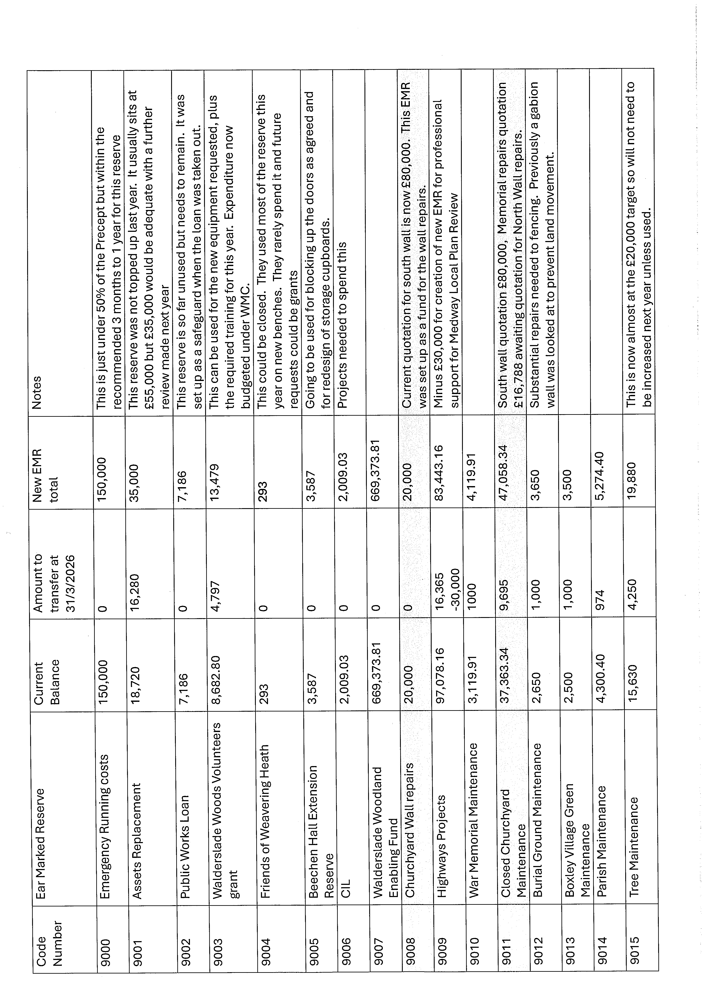 Code Number | Ear Marked Reserve | Current Balance | Amount to transfer at 31/3/2026 | New EMR total | Notes
9000 | Emergency Running costs | 150,000 | 0 | 150,000 | This is just under 50% of the Precept but within the
recommended 3 months to 1 year for this reserve
9001 | Assets Replacement | 18,720 | 16,280 | 35,000 | This reserve was not topped up last year. It usually sits at
£55,000 but £35,000 would be adequate with a further
review made next year
9002 | Public Works Loan | 7,186 | 0 | 7,186 | This reserve is so far unused but needs to remain. It was
set up as a safeguard when the loan was taken out.
9003 | Walderslade Woods Volunteers grant | 8,682.80 | 4,797 | 13,479 | This can be used for the new equipment requested, plus
the required training for this year. Expenditure now
budgeted under WMC.
9004 | Friends of Weavering Heath | 293 | 0 | 293 | This could be closed. They used most of the reserve this
year on new benches. They rarely spend it and future
requests could be grants
9005 | Beechen Hall Extension Reserve | 3,587 | 0 | 3,587 | Going to be used for blocking up the doors as agreed and
for redesign of storage cupboards.
9006 | CIL | 2,009.03 | 0 | 2,009.03 | Projects needed to spend this
9007 | Walderslade Woodland Enabling Fund | 669,373.81 | 0 | 669,373.81
9008 | Churchyard Wall repairs | 20,000 | 0 | 20,000 | Current quotation for south wall is now £80,000. This EMR
was set up as a fund for the wall repairs.
9009 | Highways Projects | 97,078.16 | 16,365 -30,000 | 83,443.16 | Minus £30,000 for creation of new EMR for professional
support for Medway Local Plan Review
9010 | War Memorial Maintenance | 3,119.91 | 1000 | 4,119.91
9011 | Closed Churchyard Maintenance | 37,363.34 | 9,695 | 47,058.34 | South wall quotation £80,000, Memorial repairs quotation
£16,788 awaiting quotation for North Wall repairs.
9012 | Burial Ground Maintenance | 2,650 | 1,000 | 3,650 | Substantial repairs needed to fencing. Previously a gabion
wall was looked at to prevent land movement.
9013 | Boxley Village Green Maintenance | 2,500 | 1,000 | 3,500
9014 | Parish Maintenance | 4,300.40 | 974 | 5,274.40
9015 | Tree Maintenance | 15,630 | 4,250 | 19,880 | This is now almost at the £20,000 target so will not need to
be increased next year unless used.